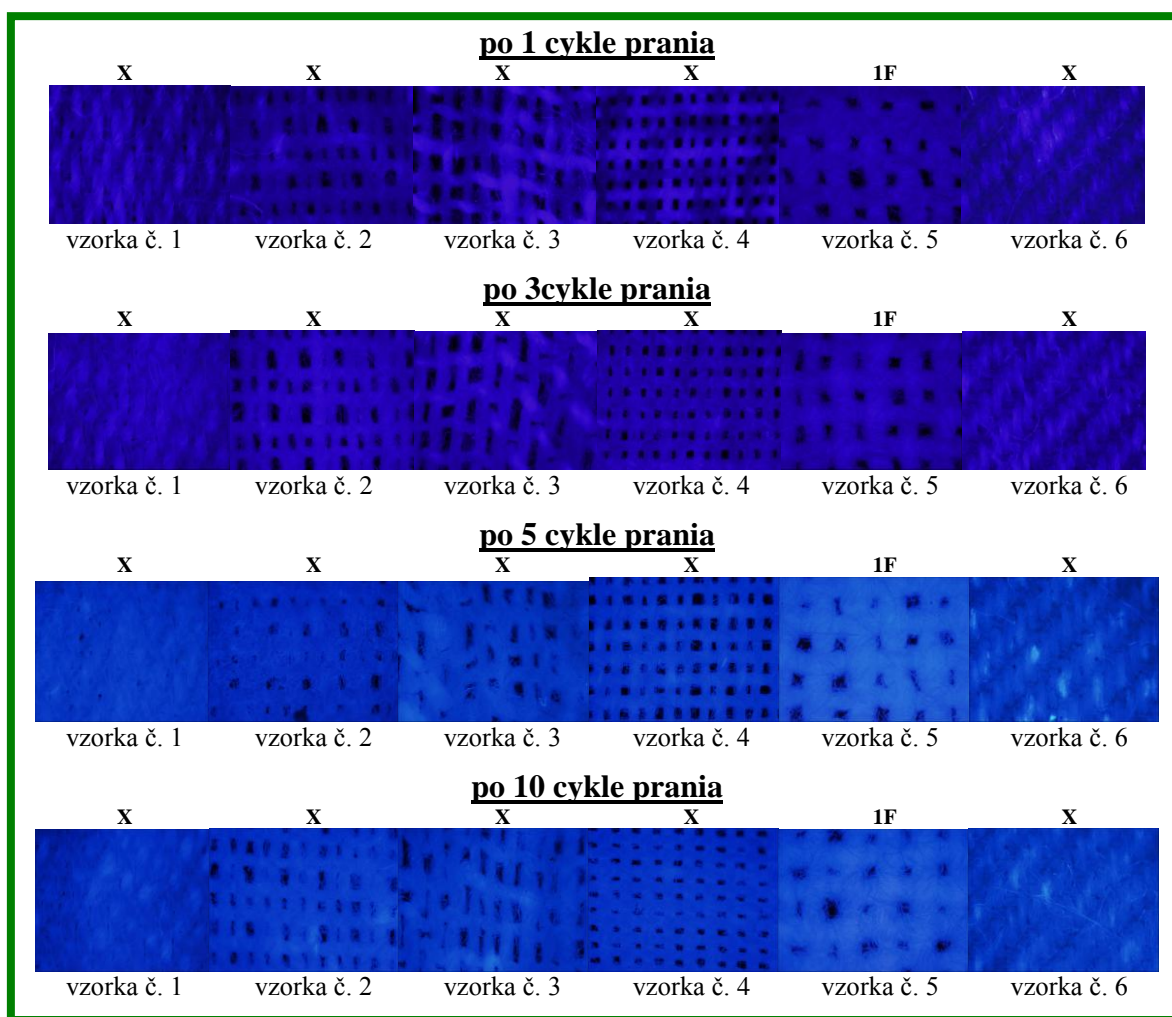 po 1 cykle prania
X X X X 1F X
vzorka č. 1 vzorka č. 2 vzorka č. 3 vzorka č. 4 vzorka č. 5 vzorka č. 6
po 3cykle prania
X X X X 1F X
vzorka č. 1 vzorka č. 2 vzorka č. 3 vzorka č. 4 vzorka č. 5 vzorka č. 6
po 5 cykle prania
X X X X 1F X
vzorka č. 1 vzorka č. 2 vzorka č. 3 vzorka č. 4 vzorka č. 5 vzorka č. 6
po 10 cykle prania
X X X X 1F X
vzorka č. 1 vzorka č. 2 vzorka č. 3 vzorka č. 4 vzorka č. 5 vzorka č. 6